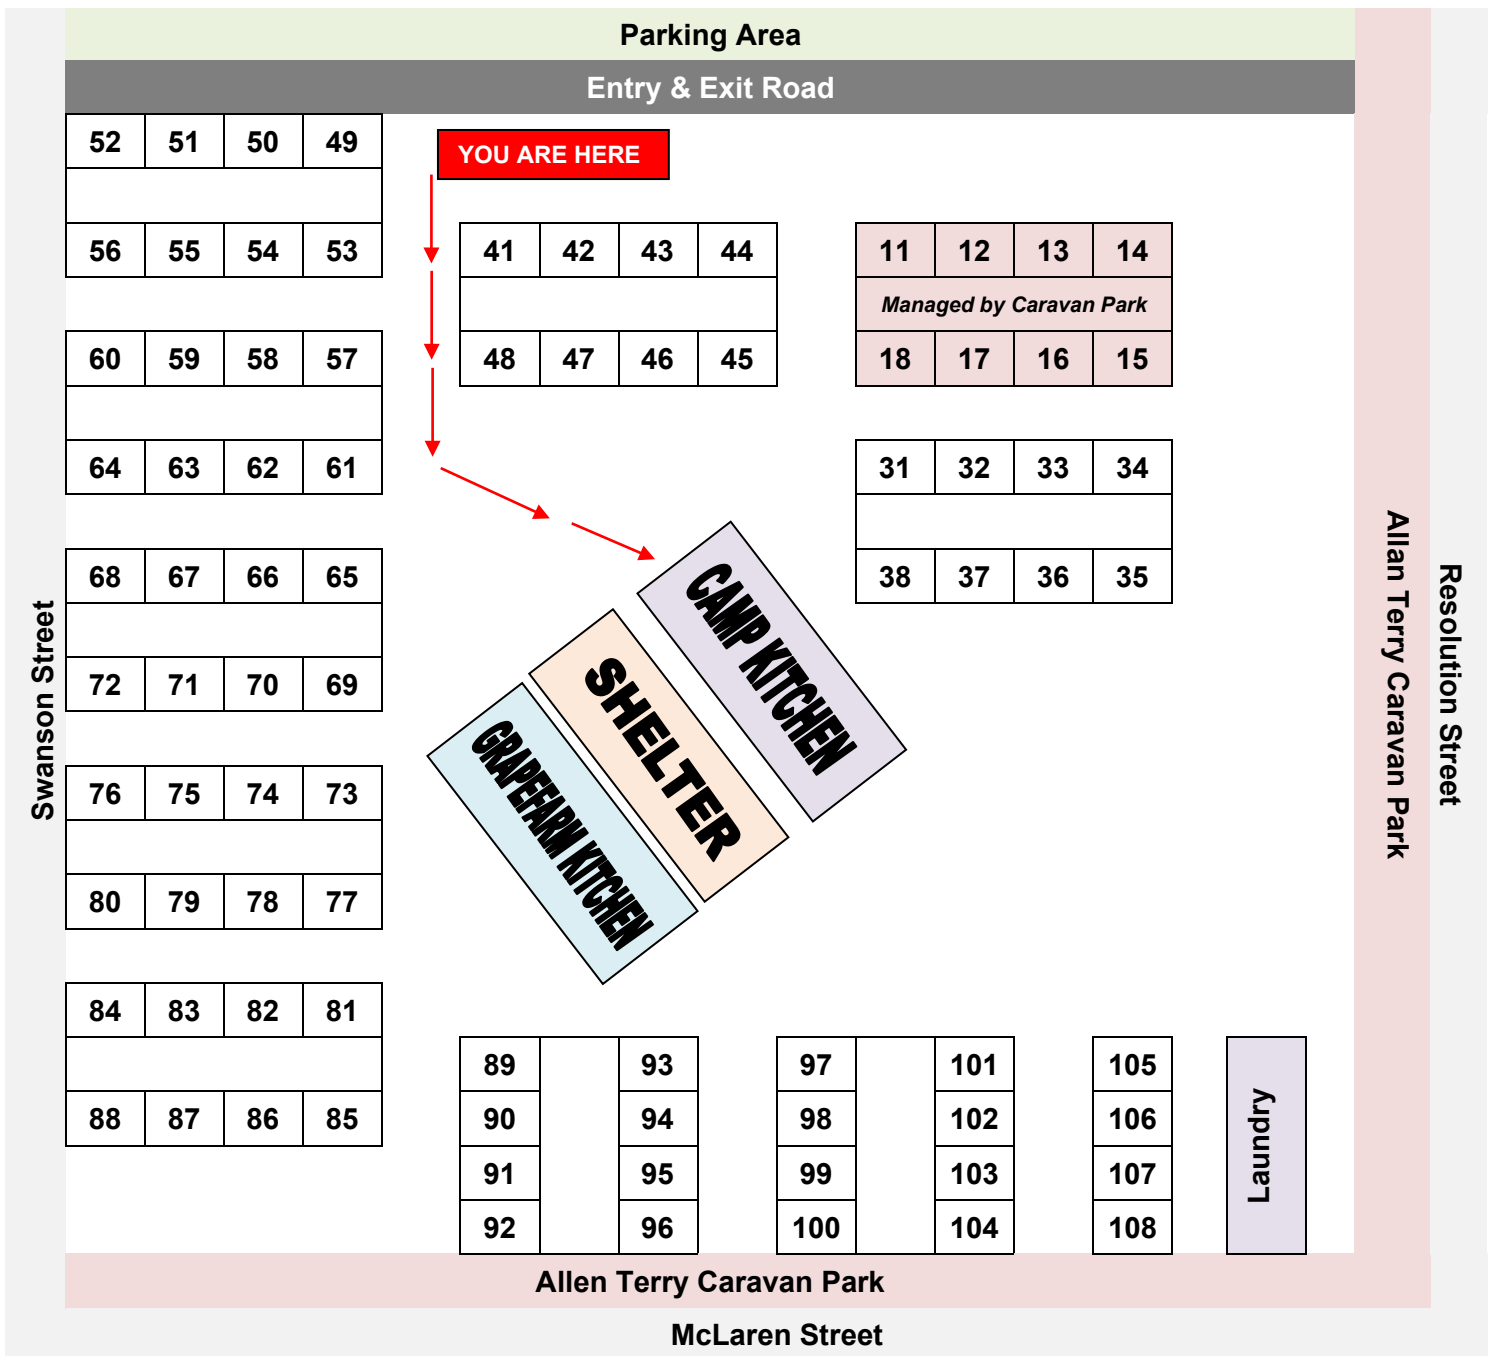 Parking Area
Entry & Exit Road
52 51 50 49
YOU ARE HERE
56 55 54 53
41 42 43 44
11 12 13 14
Managed by Caravan Park
60 59 58 57
48 47 46 45
18 17 16 15
64 63 62 61
31 32 33 34
68 67 66 65
38 37 36 35
CAMP KITCHEN
SHELTER
GRAPEFARM KITCHEN
72 71 70 69
76 75 74 73
80 79 78 77
84 83 82 81
88 87 86 85
89 93 97 101 105
90 94 98 102 106
91 95 99 103 107
92 96 100 104 108
Laundry
Swanson Street
Allan Terry Caravan Park
Resolution Street
Allen Terry Caravan Park
McLaren Street